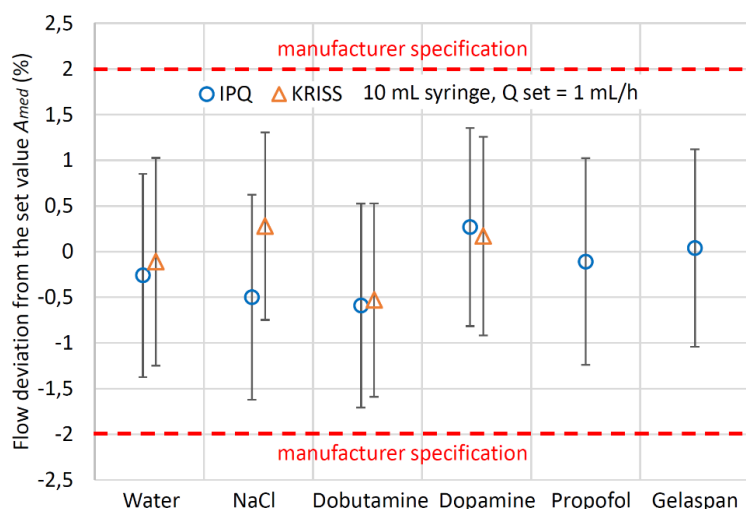 Flow deviation from the set value Amed (%)
2,5
2
1,5
1
0,5
0
-0,5
-1
-1,5
-2
-2,5
manufacturer specification
IPQ KRISS 10 mL syringe, Q set = 1 mL/h
manufacturer specification
Water NaCl Dobutamine Dopamine Propofol Gelaspan